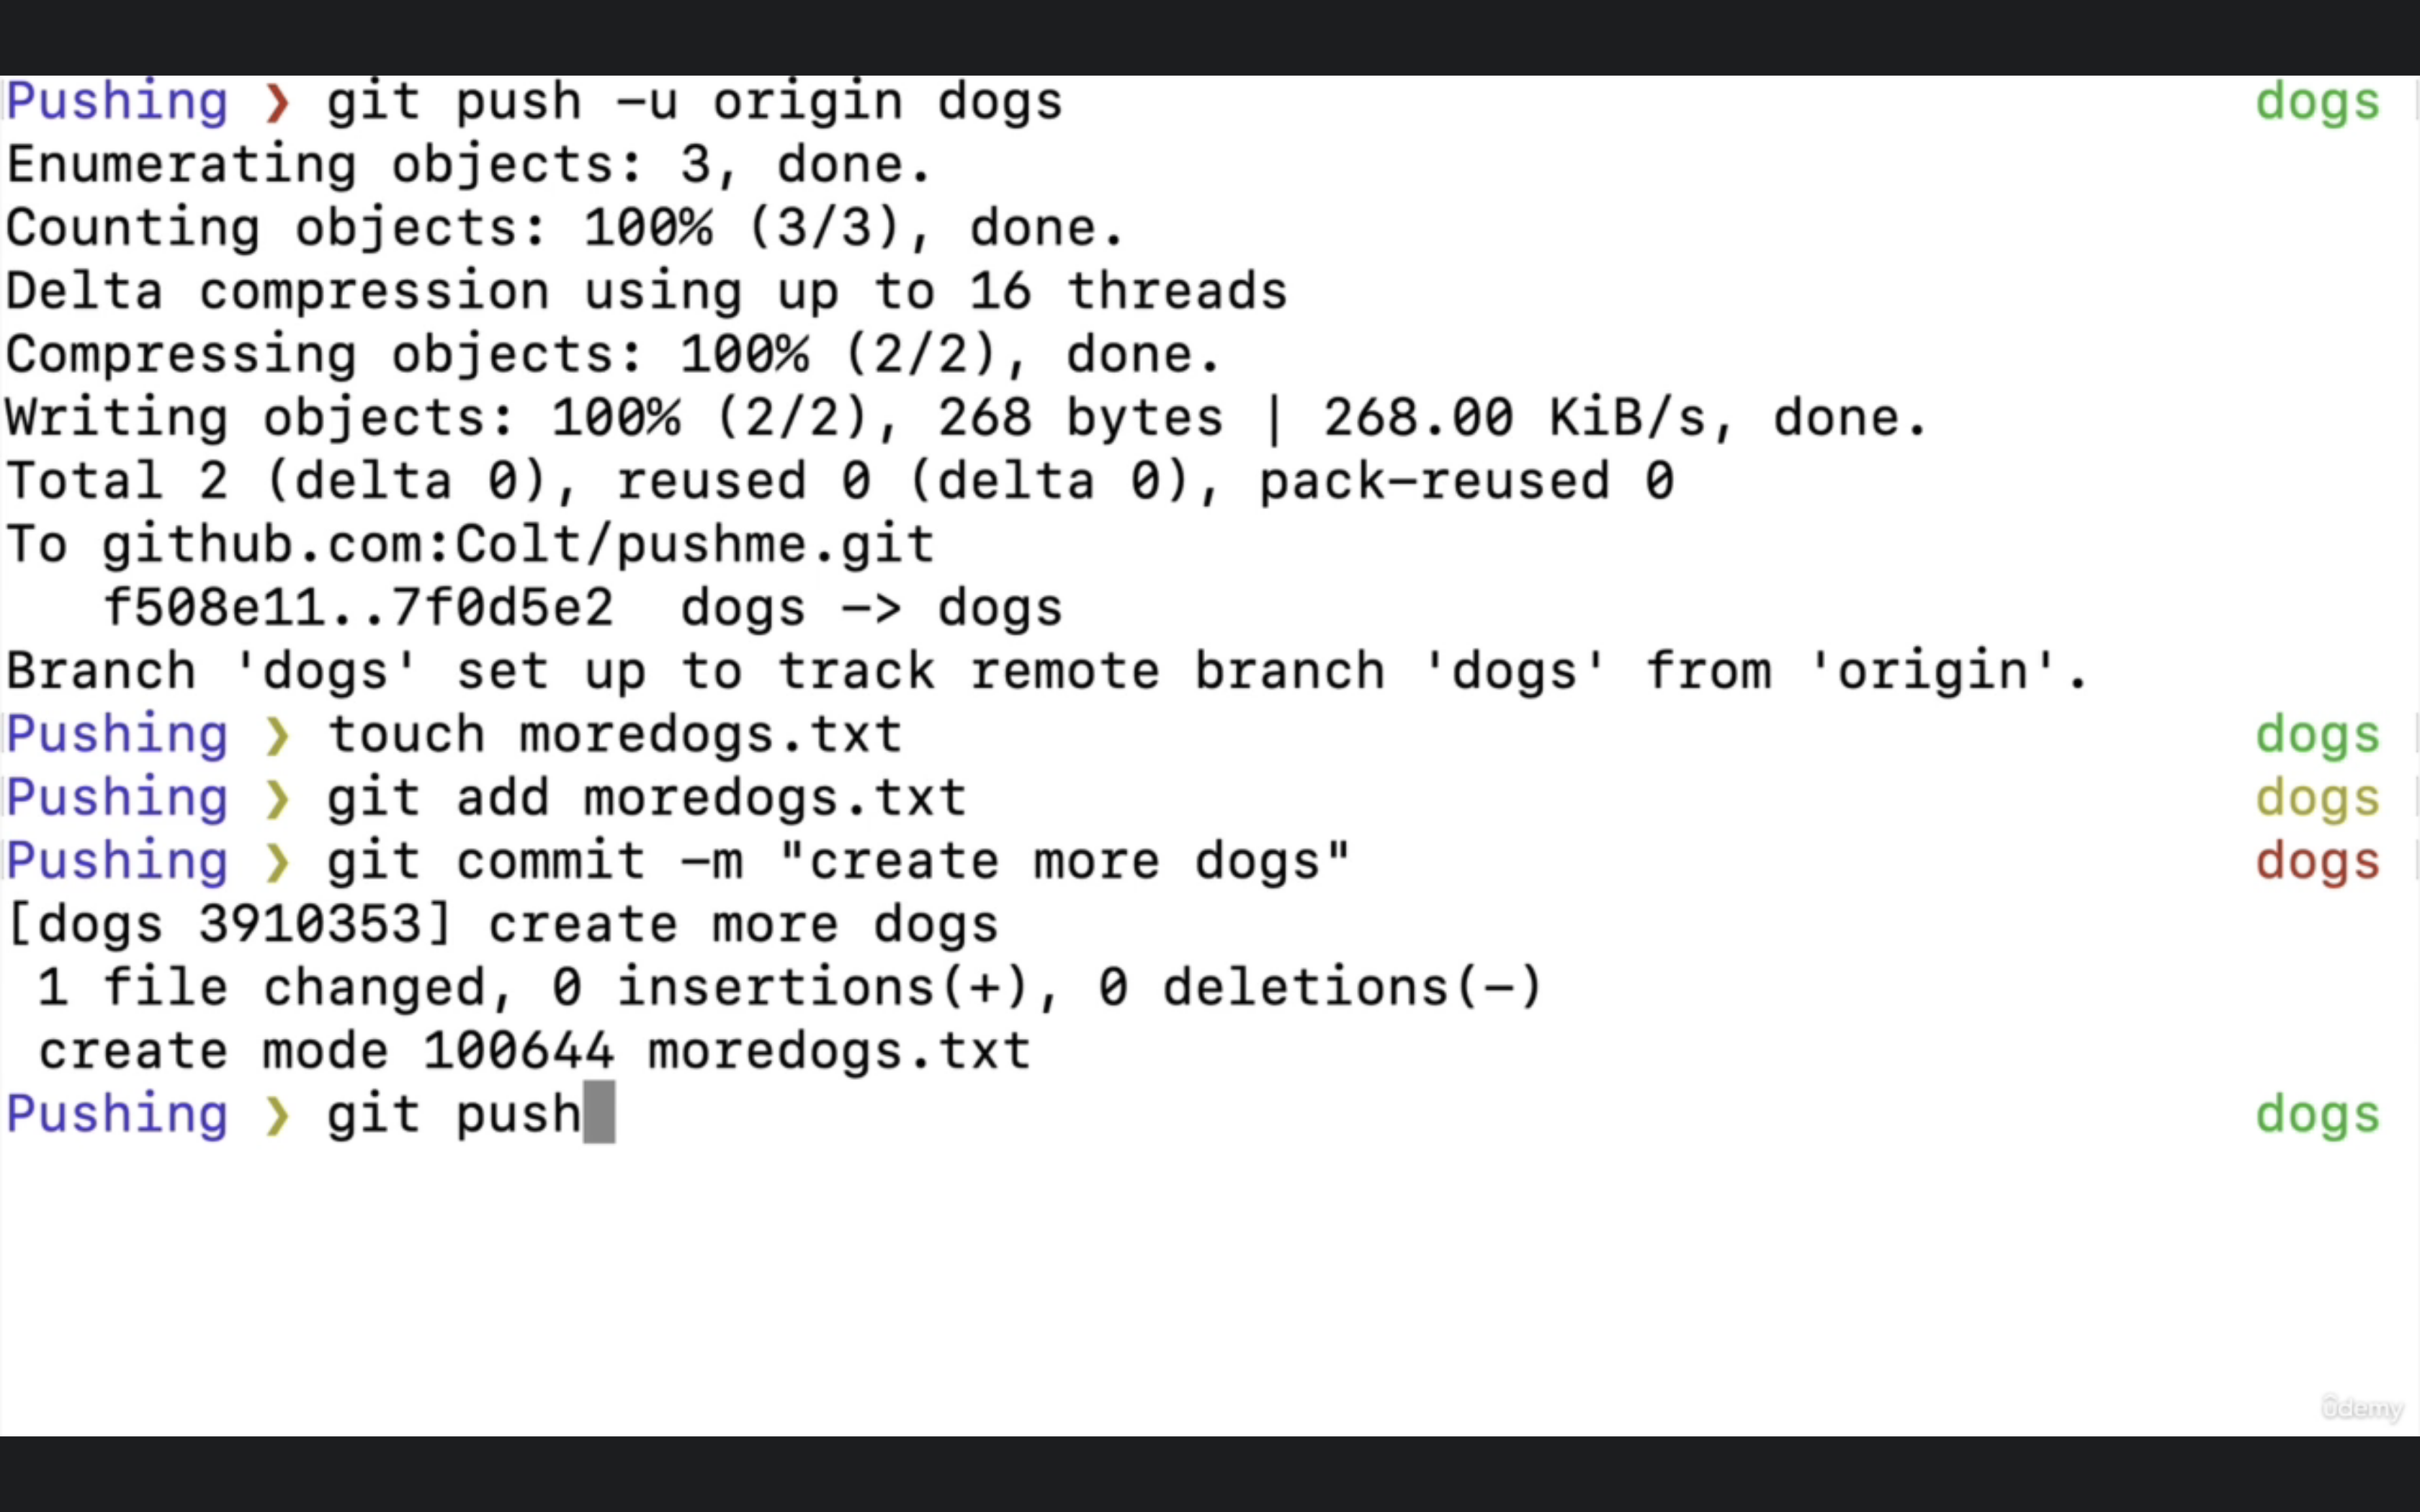 Pushing ❯ git push -u origin dogs dogs
Enumerating objects: 3, done.
Counting objects: 100% (3/3), done.
Delta compression using up to 16 threads
Compressing objects: 100% (2/2), done.
Writing objects: 100% (2/2), 268 bytes | 268.00 KiB/s, done.
Total 2 (delta 0), reused 0 (delta 0), pack-reused 0
To github.com:Colt/pushme.git
   f508e11..7f0d5e2  dogs -> dogs
Branch 'dogs' set up to track remote branch 'dogs' from 'origin'.
Pushing ❯ touch moredogs.txt dogs
Pushing ❯ git add moredogs.txt dogs
Pushing ❯ git commit -m "create more dogs" dogs
[dogs 3910353] create more dogs
 1 file changed, 0 insertions(+), 0 deletions(-)
 create mode 100644 moredogs.txt
Pushing ❯ git push dogs
ûdemy